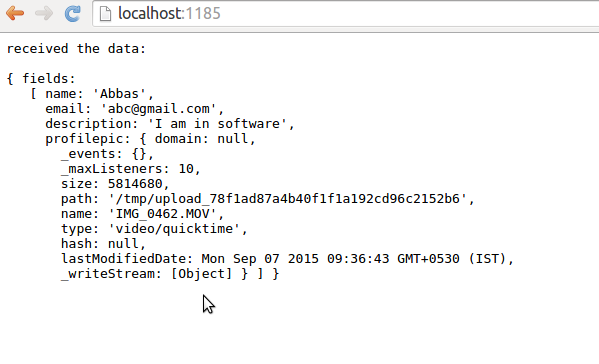 localhost:1185
received the data:
{ fields:
[ name: 'Abbas',
email: 'abc@gmail.com',
description: 'I am in software',
profilepic: { domain: null,
_events: {},
_maxListeners: 10,
size: 5814680,
path: '/tmp/upload_78f1ad87a4b40f1f1a192cd96c2152b6',
name: 'IMG_0462.MOV',
type: 'video/quicktime',
hash: null,
lastModifiedDate: Mon Sep 07 2015 09:36:43 GMT+0530 (IST),
_writeStream: [Object] } ] }